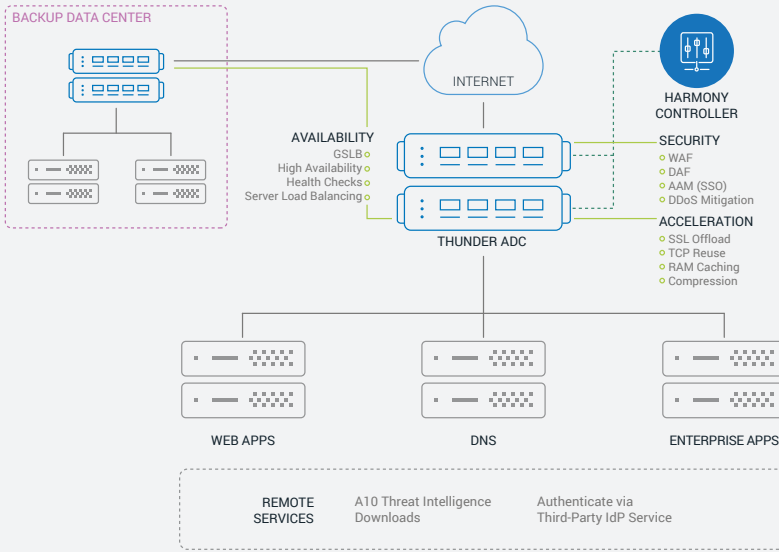 BACKUP DATA CENTER
INTERNET
HARMONY
CONTROLLER
AVAILABILITY
GSLB
High Availability
Health Checks
Server Load Balancing
SECURITY
WAF
DAF
AAM (SSO)
DDoS Mitigation
ACCELERATION
SSL Offload
TCP Reuse
RAM Caching
Compression
THUNDER ADC
WEB APPS
DNS
ENTERPRISE APPS
REMOTE
SERVICES
A10 Threat Intelligence
Downloads
Authenticate via
Third-Party IdP Service